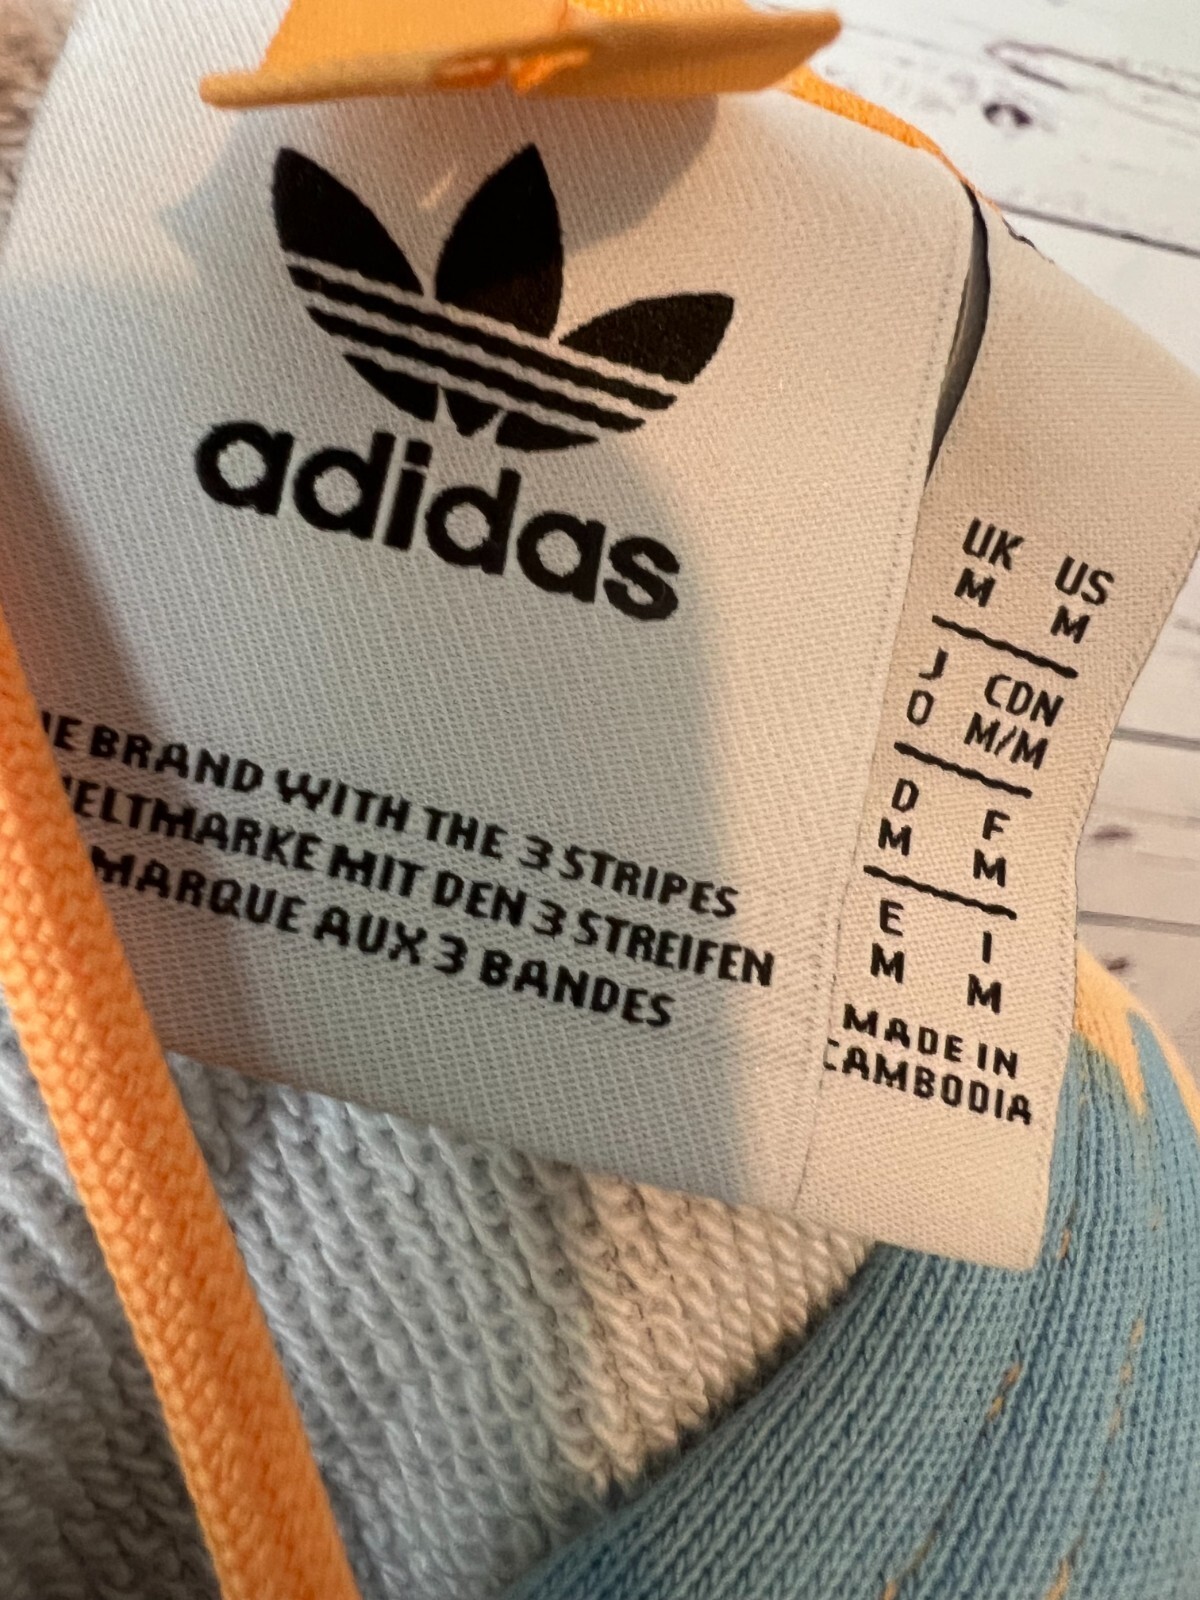 adidas
BRAND WITH THE 3 STRIPES
MIT DEN 3 STREIFEN
MARQUE AUX 3 BANDES
UK US
M M
J CDN
O M/M
D F
M M
E I
M M
MADE IN
CAMBODIA